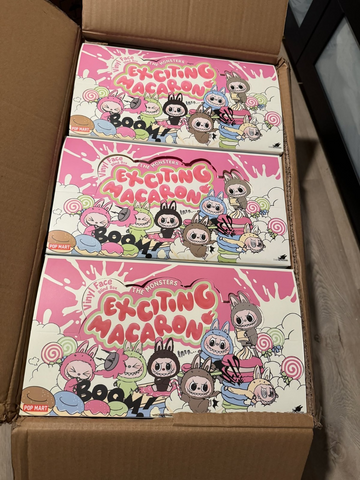 Vinyl Face
THE MONSTERS
EXCITING
MACARON
BOOM!
POP MART
Vinyl Face
THE MONSTERS
EXCITING
MACARON
BOOM!
POP MART
Vinyl Face
THE MONSTERS
EXCITING
MACARON
BOOM!
POP MART